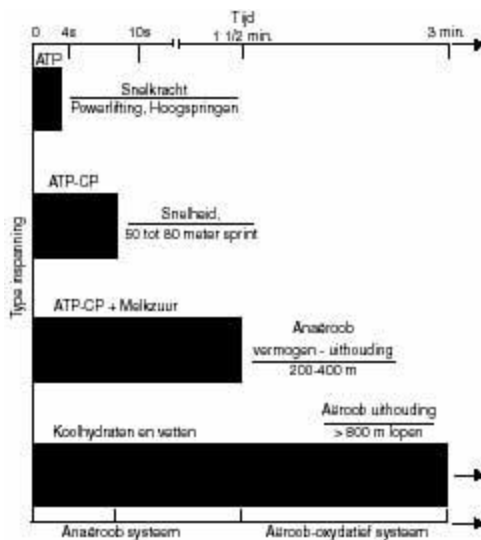 Tijd
0 4s 10s 1 1/2 min. 3 min.
ATP
Snelkracht
Powerlifting, Hoogspringen
ATP-CP
Snelheid,
50 tot 80 meter sprint
Type inspanning
ATP-CP + Melkzuur
Anaëroob
vermogen - uithouding
200-400 m
Aëroob uithouding
> 800 m lopen
Koolhydraten en vetten
Anaëroob systeem Aëroob-oxydatief systeem